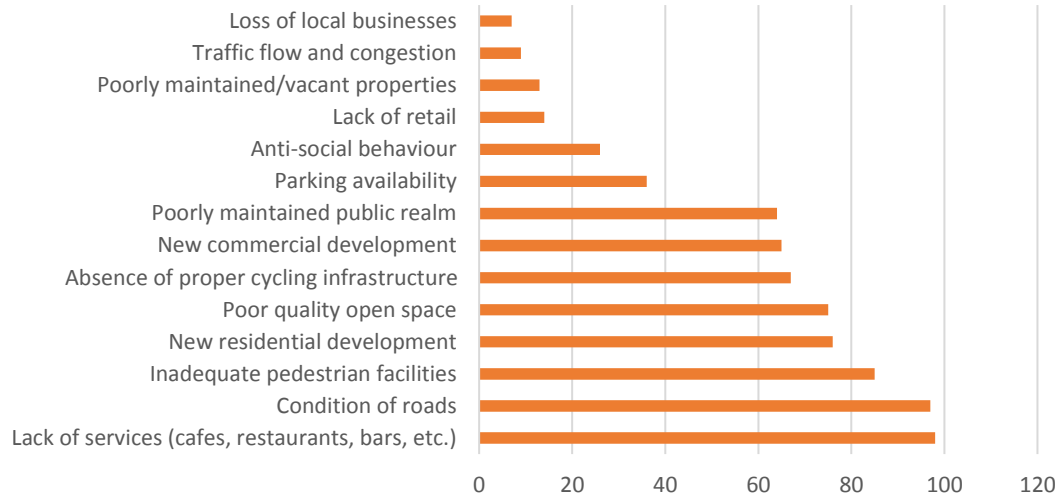 Loss of local businesses
Traffic flow and congestion
Poorly maintained/vacant properties
Lack of retail
Anti-social behaviour
Parking availability
Poorly maintained public realm
New commercial development
Absence of proper cycling infrastructure
Poor quality open space
New residential development
Inadequate pedestrian facilities
Condition of roads
Lack of services (cafes, restaurants, bars, etc.)
0 20 40 60 80 100 120